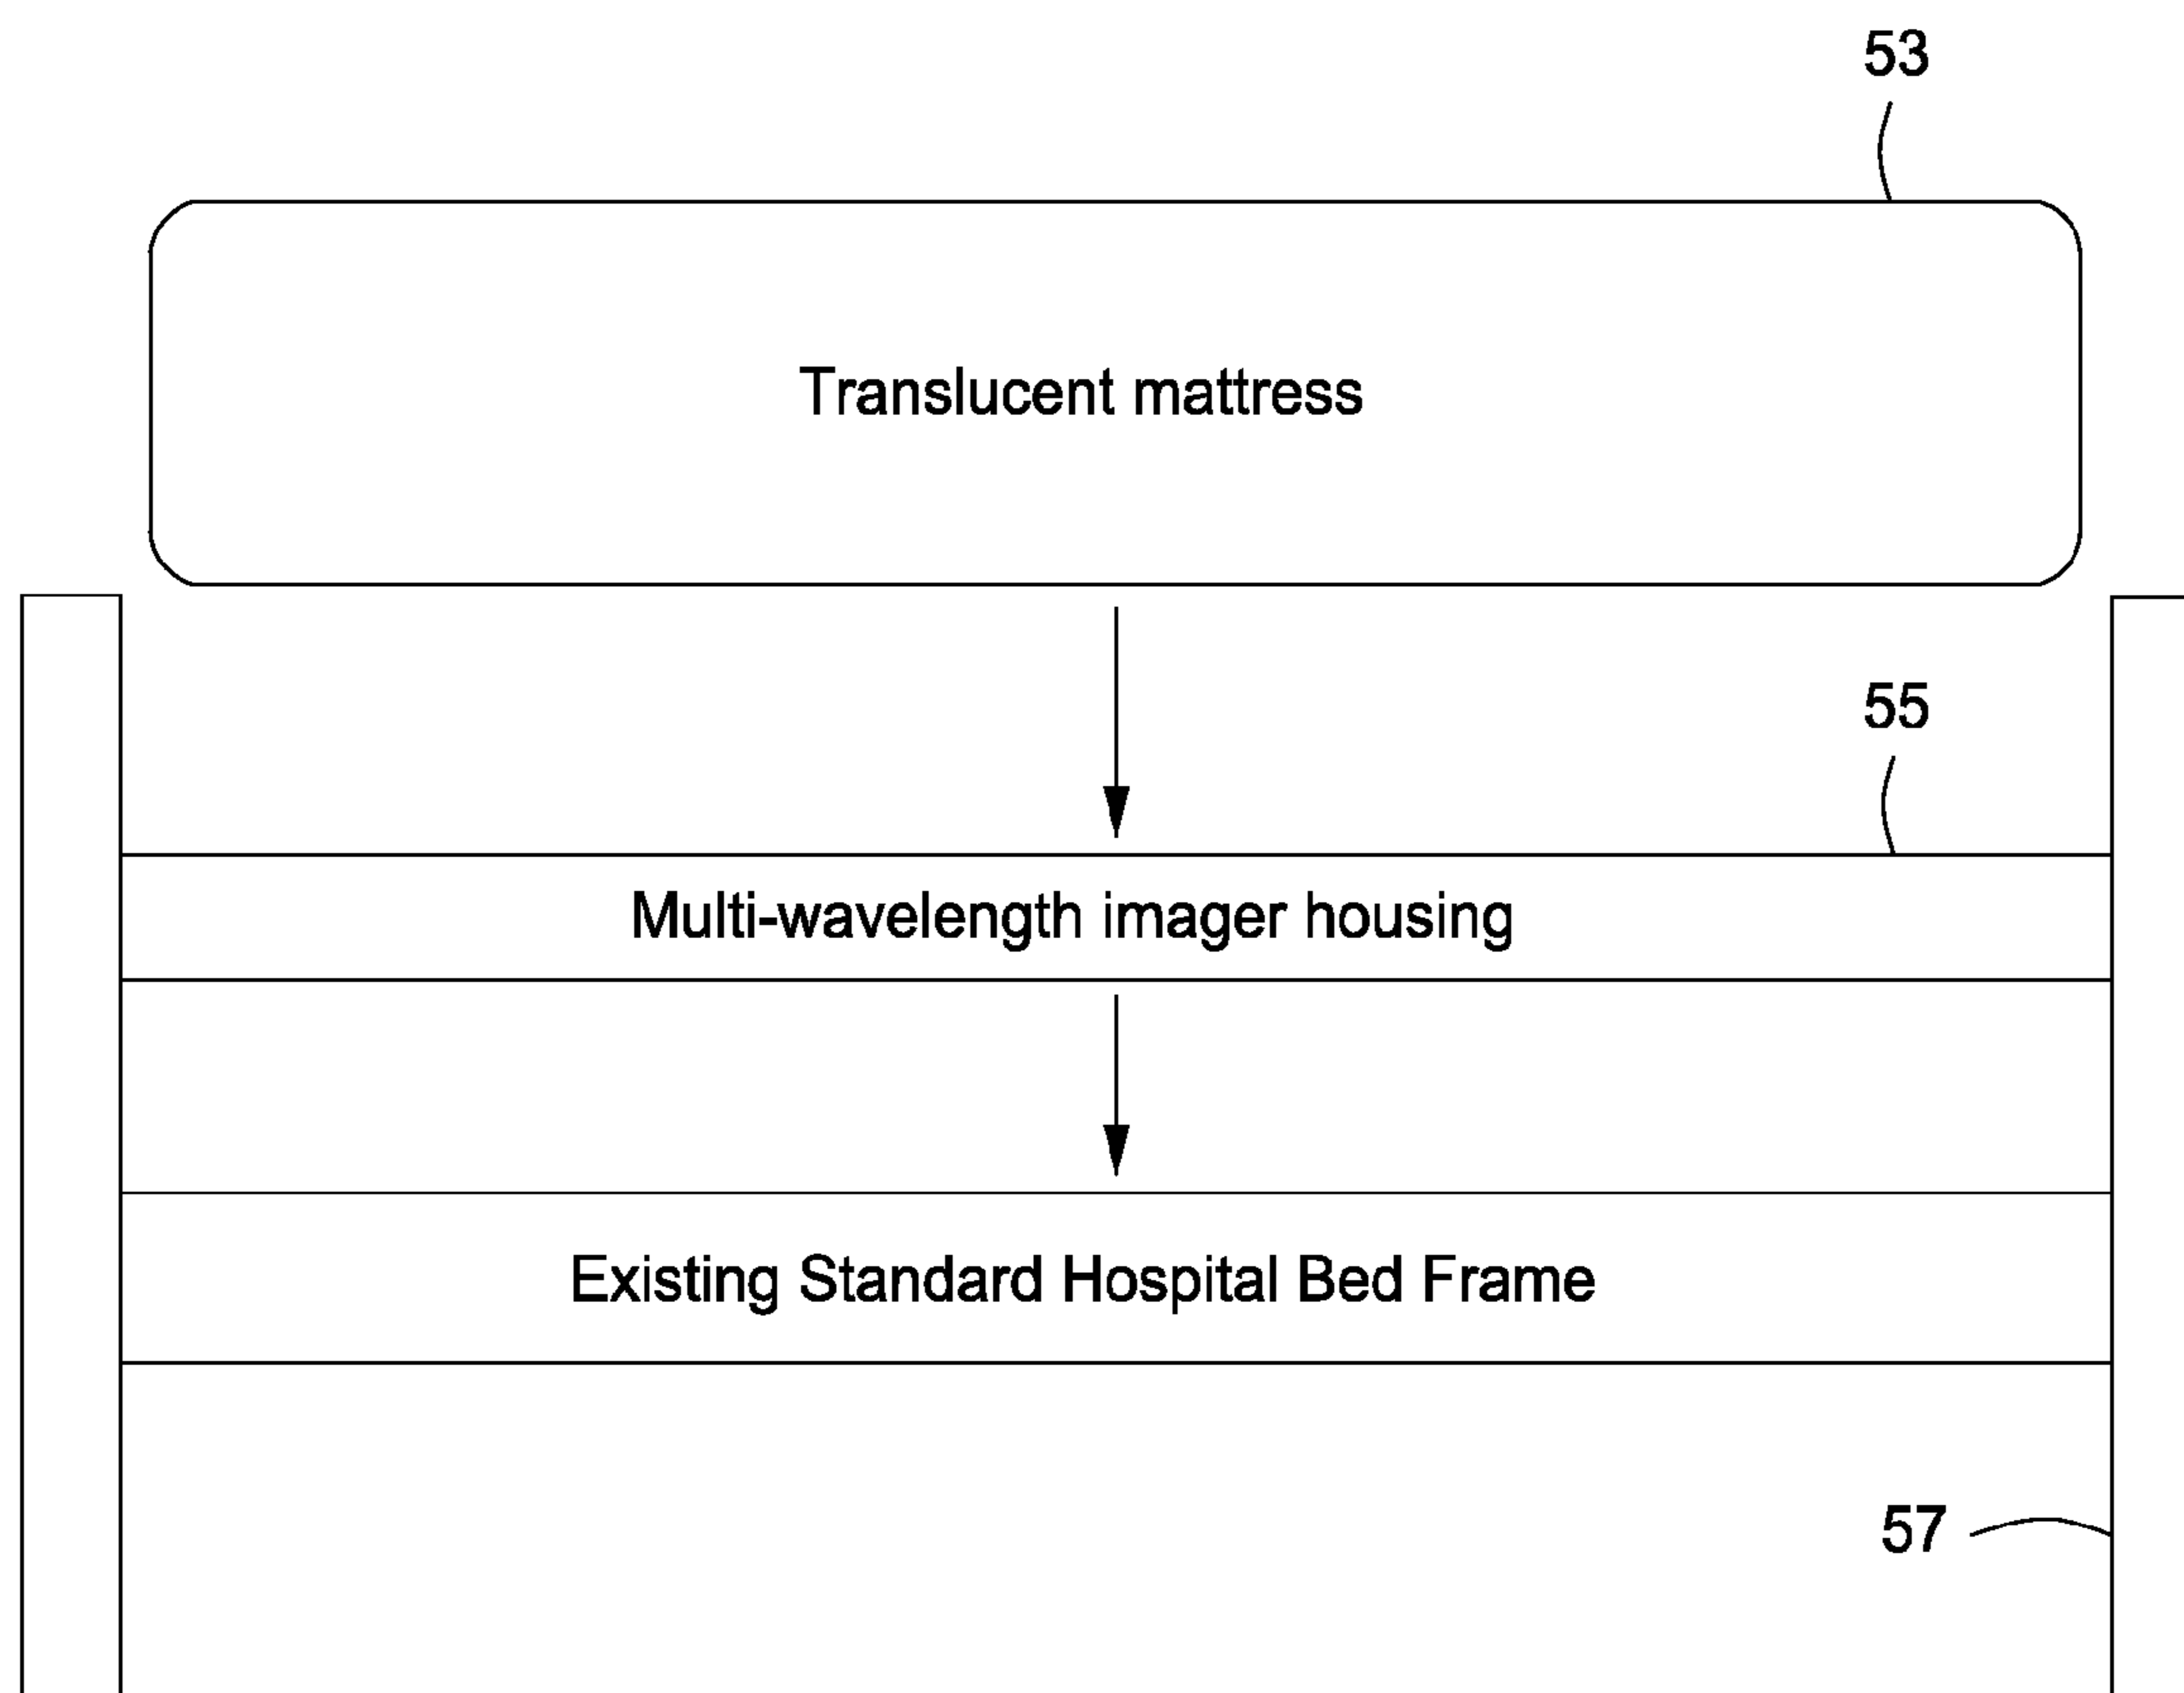 53
Translucent mattress
55
Multi-wavelength imager housing
Existing Standard Hospital Bed Frame
57